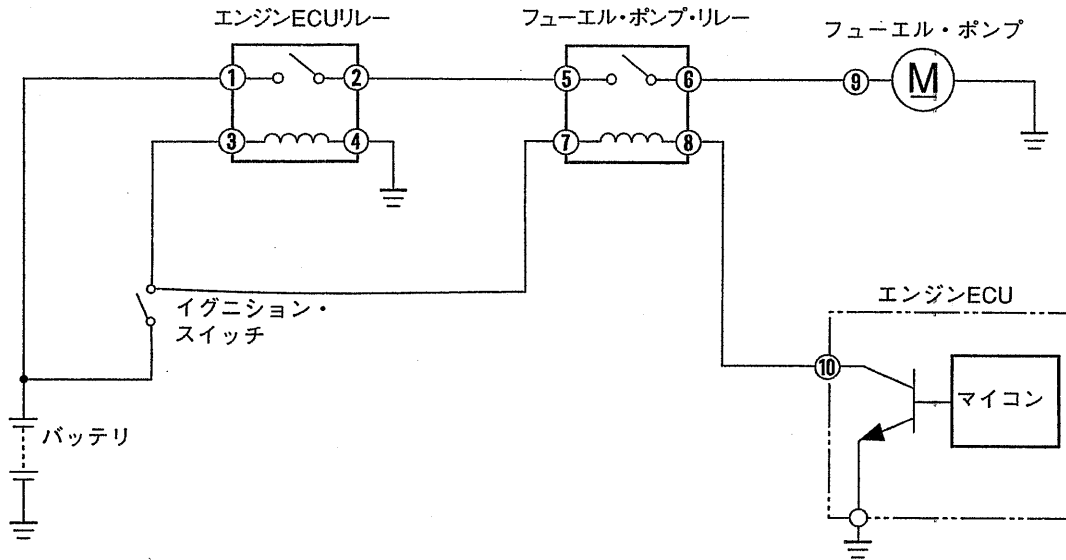 エンジンECUリレー
フューエル・ポンプ・リレー
フューエル・ポンプ
① ② ⑤ ⑥ ⑨ M
③ ④ ⑦ ⑧
イグニション・
スイッチ
エンジンECU
⑩
マイコン
バッテリ